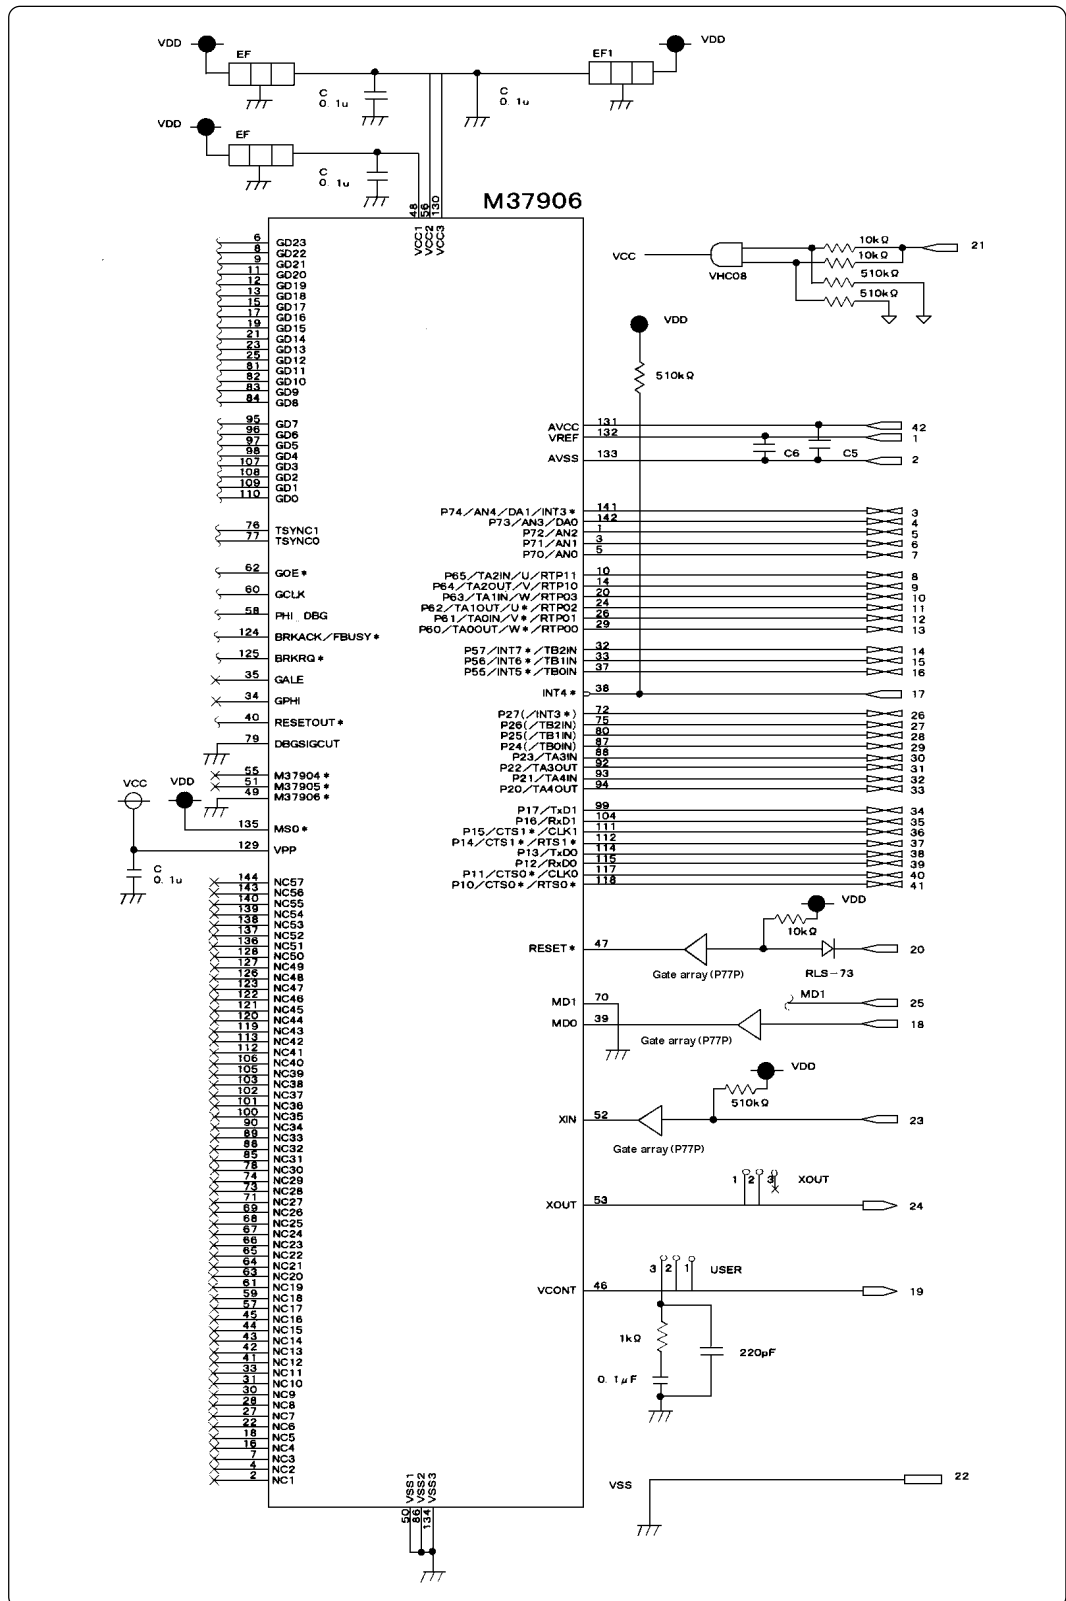 VDD
EF
EF1
VDD
C
0.1u
C
0.1u
VDD
EF
C
0.1u
M37906
48 56 130
VCC1 VCC2 VCC3
6 GD23
8 GD22
9 GD21
11 GD20
12 GD19
13 GD18
15 GD17
17 GD16
19 GD15
21 GD14
23 GD13
25 GD12
81 GD11
82 GD10
83 GD9
84 GD8
95 GD7
96 GD6
97 GD5
98 GD4
107 GD3
108 GD2
109 GD1
110 GD0
76 TSYNC1
77 TSYNC0
62 GOE*
60 GCLK
58 PHI_DBG
124 BRKACK/FBUSY*
125 BRKRQ*
35 GALE
34 GPHI
40 RESETOUT*
79 DBGSIGCUT
55 M37904*
51 M37905*
49 M37906*
VCC
VDD
135 MS0*
129 VPP
C
0.1u
144 NC57
143 NC56
140 NC55
139 NC54
138 NC53
137 NC52
136 NC51
128 NC50
127 NC49
126 NC48
123 NC47
122 NC46
121 NC45
120 NC44
119 NC43
113 NC42
112 NC41
106 NC40
105 NC39
103 NC38
102 NC37
101 NC36
100 NC35
90 NC34
89 NC33
88 NC32
85 NC31
78 NC30
74 NC29
73 NC28
71 NC27
69 NC26
68 NC25
67 NC24
66 NC23
65 NC22
64 NC21
63 NC20
61 NC19
59 NC18
57 NC17
45 NC16
44 NC15
43 NC14
42 NC13
41 NC12
33 NC11
31 NC10
30 NC9
28 NC8
27 NC7
22 NC6
18 NC5
16 NC4
7 NC3
4 NC2
2 NC1
VSS1 VSS2 VSS3
50 86 134
VCC
VHC08
10kΩ
10kΩ
510kΩ
510kΩ
21
VDD
510kΩ
AVCC 131 42
VREF 132 1
C6 C5
AVSS 133 2
P74/AN4/DA1/INT3* 141 3
P73/AN3/DA0 142 4
P72/AN2 1 5
P71/AN1 3 6
P70/AN0 5 7
P65/TA2IN/U/RTP11 10 8
P64/TA2OUT/V/RTP10 14 9
P63/TA1IN/W/RTP03 20 10
P62/TA1OUT/U*/RTP02 24 11
P61/TA0IN/V*/RTP01 26 12
P60/TA0OUT/W*/RTP00 29 13
P57/INT7*/TB2IN 32 14
P56/INT6*/TB1IN 33 15
P55/INT5*/TB0IN 37 16
INT4* 38 17
P27(/INT3*) 72 26
P26(/TB2IN) 75 27
P25(/TB1IN) 80 28
P24(/TB0IN) 87 29
P23/TA3IN 88 30
P22/TA3OUT 92 31
P21/TA4IN 93 32
P20/TA4OUT 94 33
P17/TxD1 99 34
P16/RxD1 104 35
P15/CTS1*/CLK1 111 36
P14/CTS1*/RTS1* 112 37
P13/TxD0 114 38
P12/RxD0 115 39
P11/CTS0*/CLK0 117 40
P10/CTS0*/RTS0* 118 41
VDD
10kΩ
RESET* 47 20
Gate array (P77P)
RLS-73
MD1 70
MD1
25
MD0 39 18
Gate array (P77P)
VDD
510kΩ
XIN 52 23
Gate array (P77P)
1 2 3 XOUT
XOUT 53 24
3 2 1 USER
VCONT 46 19
1kΩ
220pF
0.1μF
VSS 22